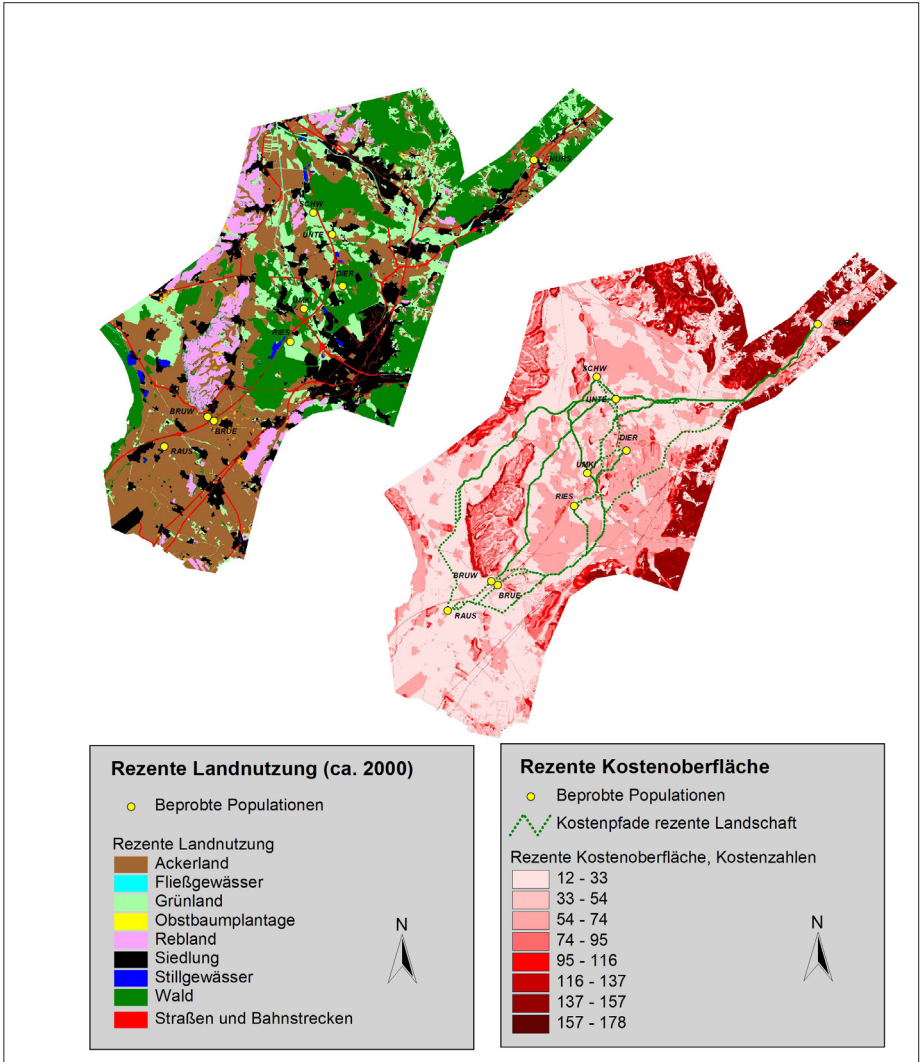 HURS
SCHW
UNTE
DIER
UMKI
RIES
BRUW
BRUE
RAUS
HURS
SCHW
UNTE
DIER
UMKI
RIES
BRUW
BRUE
RAUS
Rezente Landnutzung (ca. 2000)
Beprobte Populationen
Rezente Landnutzung
Ackerland
Fließgewässer
Grünland
Obstbaumplantage
Rebland
Siedlung
Stillgewässer
Wald
Straßen und Bahnstrecken
N
Rezente Kostenoberfläche
Beprobte Populationen
Kostenpfade rezente Landschaft
Rezente Kostenoberfläche, Kostenzahlen
12 - 33
33 - 54
54 - 74
74 - 95
95 - 116
116 - 137
137 - 157
157 - 178
N